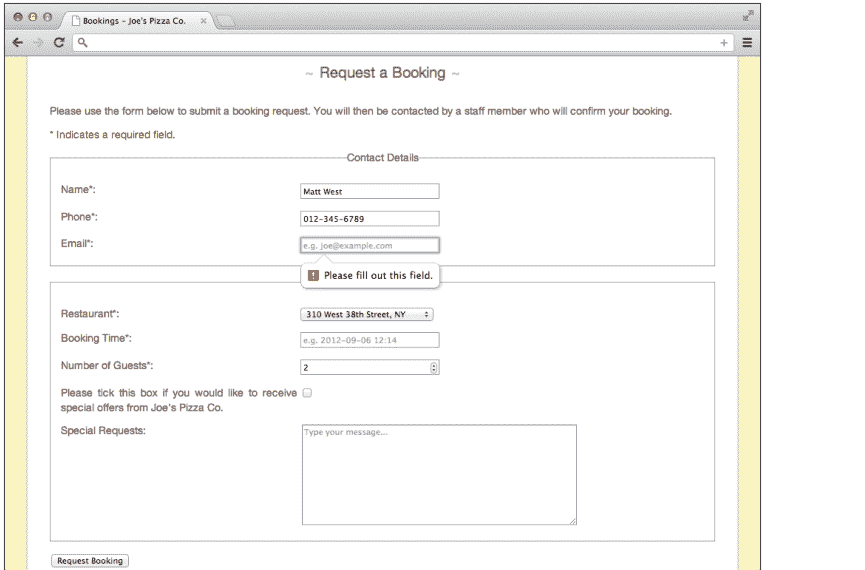 Bookings – Joe's Pizza Co.
~ Request a Booking ~
Please use the form below to submit a booking request. You will then be contacted by a staff member who will confirm your booking.
* Indicates a required field.
Contact Details
Name*:
Matt West
Phone*:
012-345-6789
Email*:
e.g. joe@example.com
! Please fill out this field.
Restaurant*:
310 West 38th Street, NY
Booking Time*:
e.g. 2012-09-06 12:14
Number of Guests*:
2
Please tick this box if you would like to receive
special offers from Joe's Pizza Co.
Special Requests:
Type your message...
Request Booking